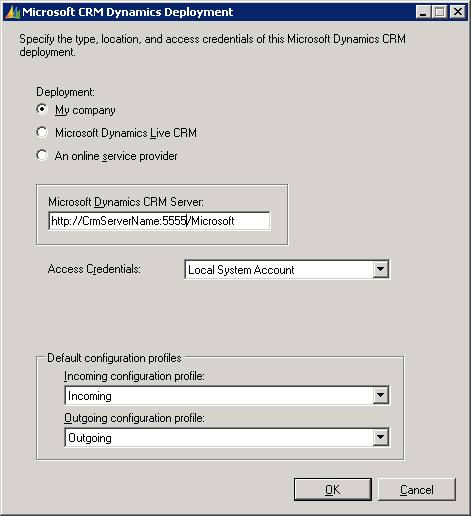 Microsoft CRM Dynamics Deployment
Specify the type, location, and access credentials of this Microsoft Dynamics CRM
deployment.
Deployment:
My company
Microsoft Dynamics Live CRM
An online service provider
Microsoft Dynamics CRM Server:
http://CrmServerName:5555/Microsoft
Access Credentials:
Local System Account
Default configuration profiles
Incoming configuration profile:
Incoming
Outgoing configuration profile:
Outgoing
OK
Cancel